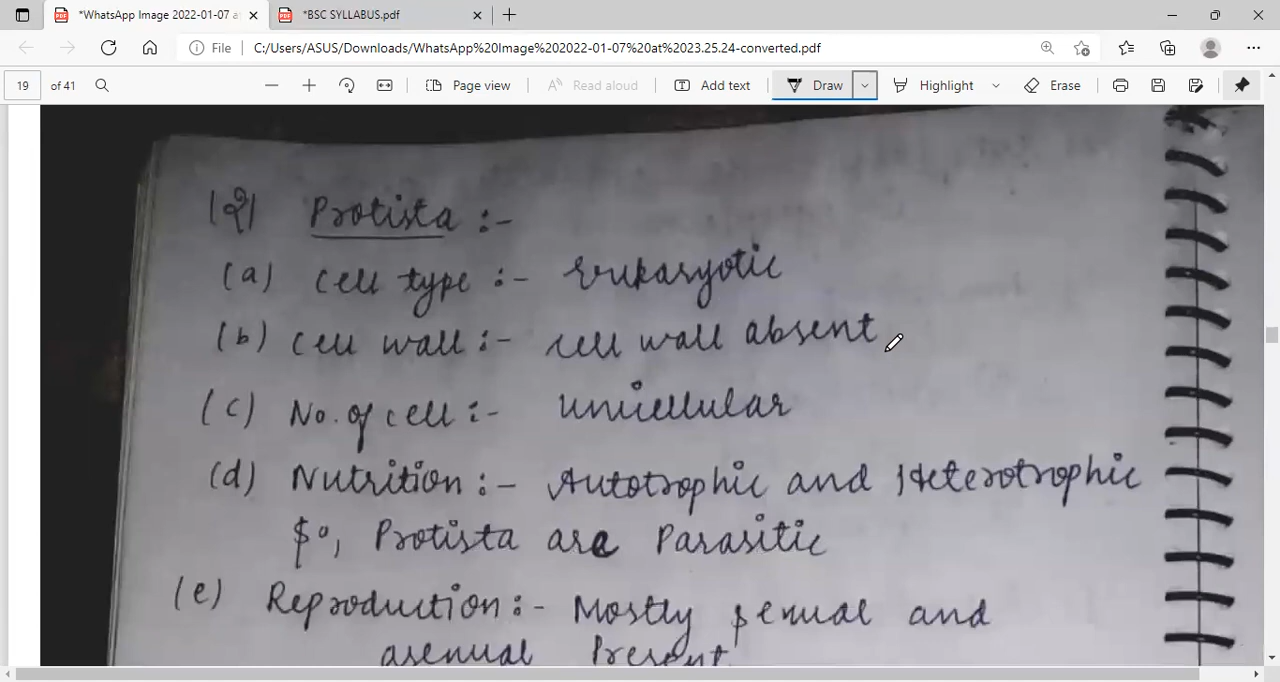 *WhatsApp Image 2022-01-07 a
*BSC SYLLABUS.pdf
File C:/Users/ASUS/Downloads/WhatsApp%20Image%202022-01-07%20at%2023.25.24-converted.pdf
19 of 41 Page view Read aloud Add text Draw Highlight Erase
(2) Protista :-
(a) cell type :- Eukaryotic
(b) cell wall :- cell wall absent
(c) No. of cell :- unicellular
(d) Nutrition :- Autotrophic and Heterotrophic
So, Protista are Parasitic
(e) Reproduction :- Mostly sexual and
asexual Present